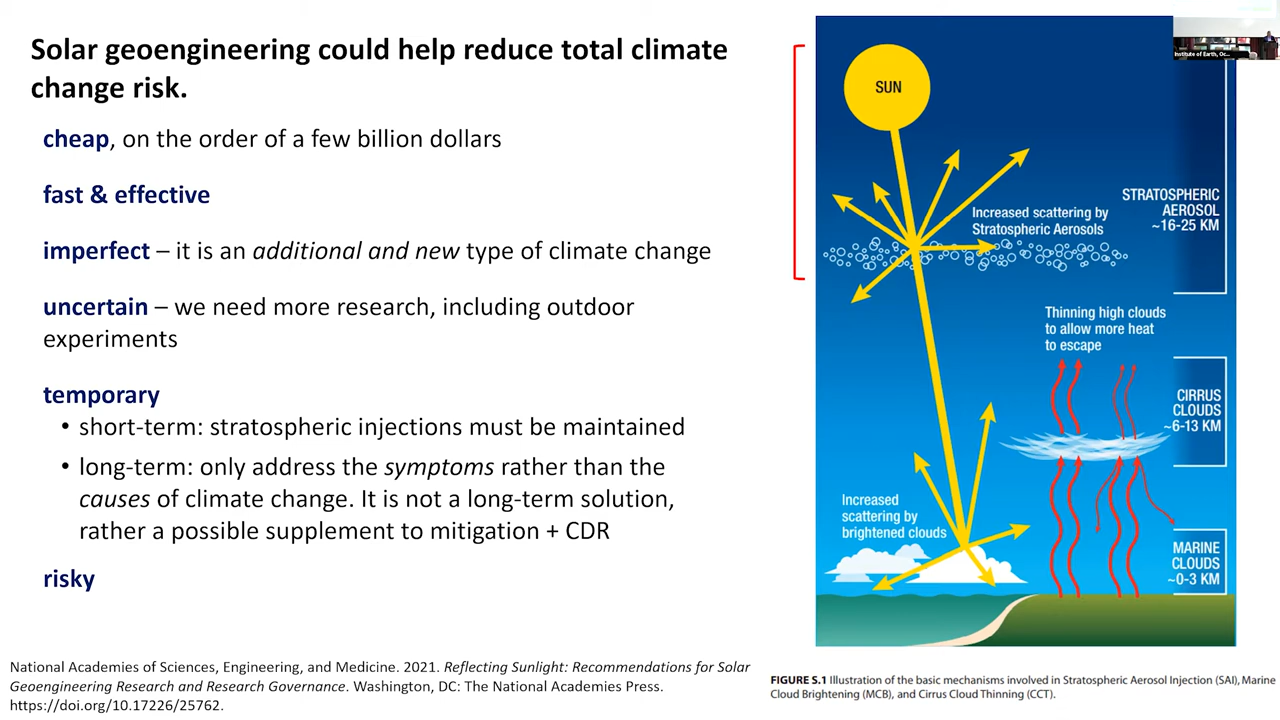 Solar geoengineering could help reduce total climate
change risk.
cheap, on the order of a few billion dollars
fast & effective
imperfect – it is an additional and new type of climate change
uncertain – we need more research, including outdoor
experiments
temporary
• short-term: stratospheric injections must be maintained
• long-term: only address the symptoms rather than the
causes of climate change. It is not a long-term solution,
rather a possible supplement to mitigation + CDR
risky
National Academies of Sciences, Engineering, and Medicine. 2021. Reflecting Sunlight: Recommendations for Solar
Geoengineering Research and Research Governance. Washington, DC: The National Academies Press.
https://doi.org/10.17226/25762.
Institute of Earth, Oc...
SUN
STRATOSPHERIC
AEROSOL
~16-25 KM
Increased scattering by
Stratospheric Aerosols
Thinning high clouds
to allow more heat
to escape
CIRRUS
CLOUDS
~6-13 KM
Increased
scattering by
brightened clouds
MARINE
CLOUDS
~0-3 KM
FIGURE S.1 Illustration of the basic mechanisms involved in Stratospheric Aerosol Injection (SAI), Marine
Cloud Brightening (MCB), and Cirrus Cloud Thinning (CCT).